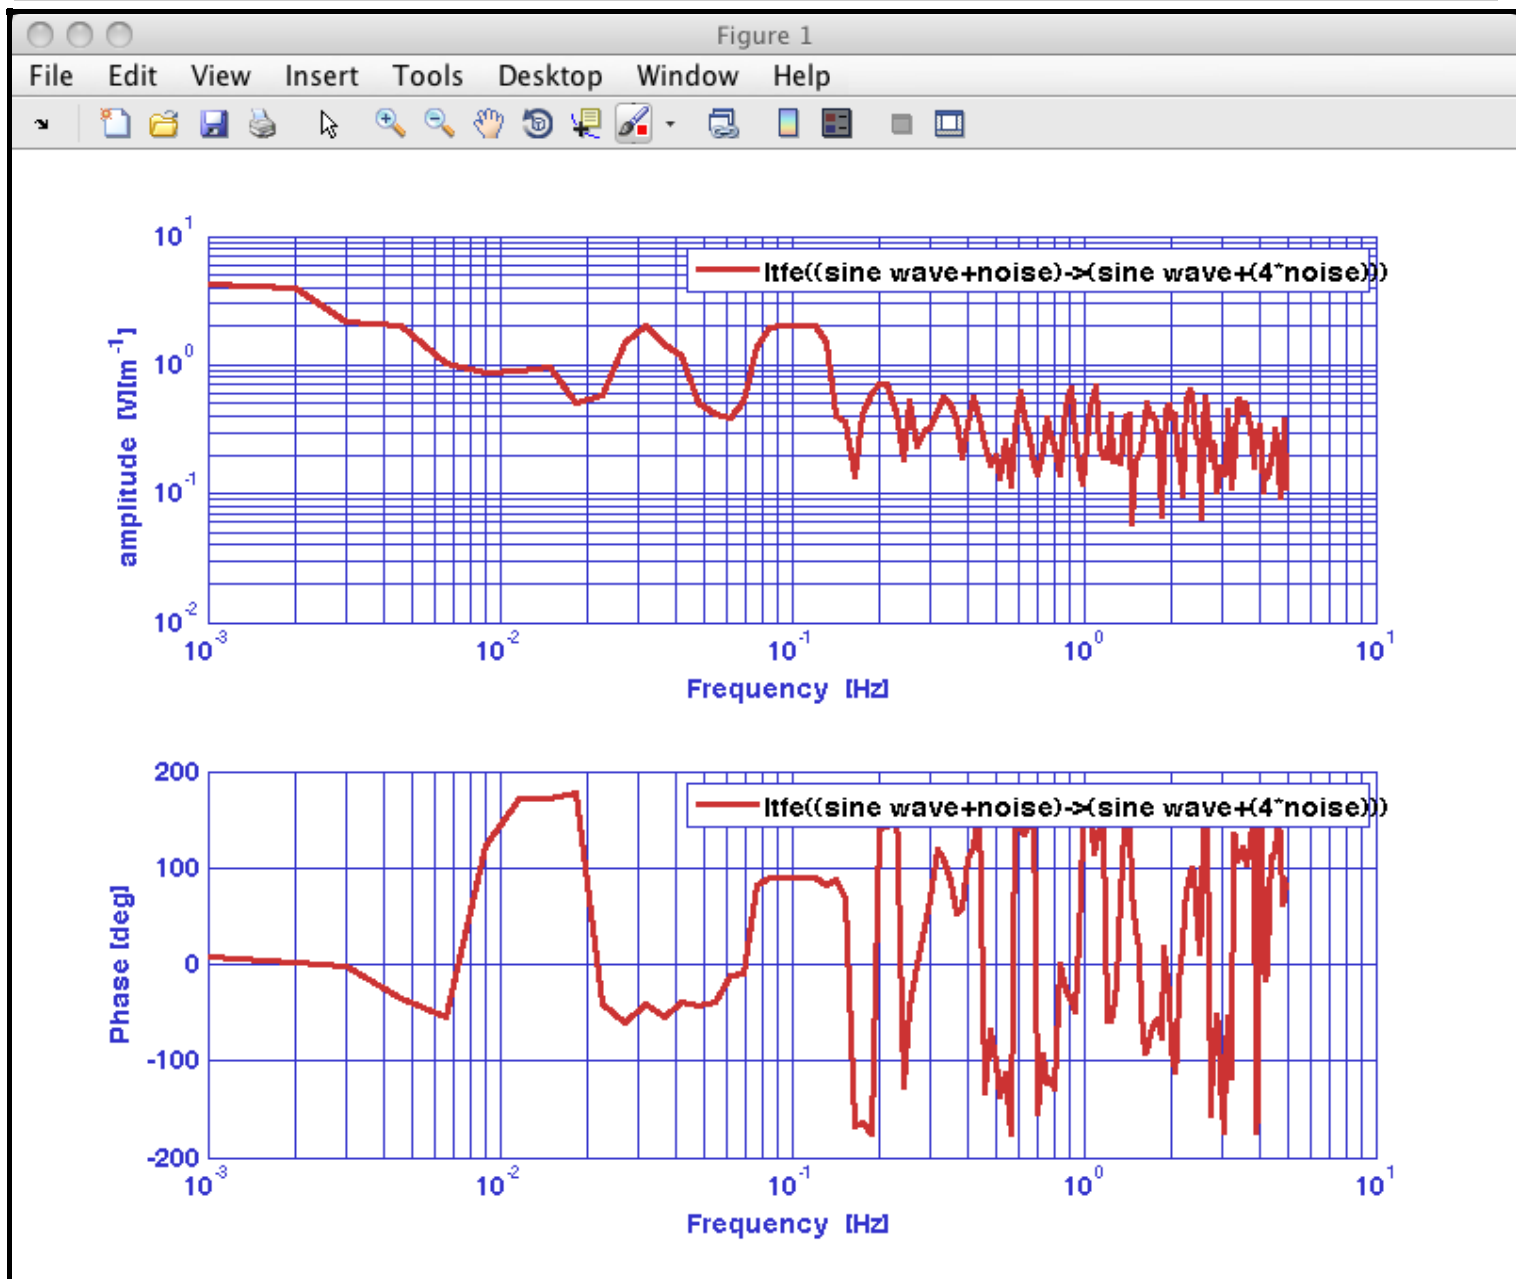 Figure 1
File Edit View Insert Tools Desktop Window Help
10^1
ltfe((sine wave+noise)->(sine wave+(4*noise)))
10^0
10^-1
10^-2
amplitude [V][m^-1]
10^-3 10^-2 10^-1 10^0 10^1
Frequency [Hz]
200
ltfe((sine wave+noise)->(sine wave+(4*noise)))
100
0
-100
-200
Phase [deg]
10^-3 10^-2 10^-1 10^0 10^1
Frequency [Hz]